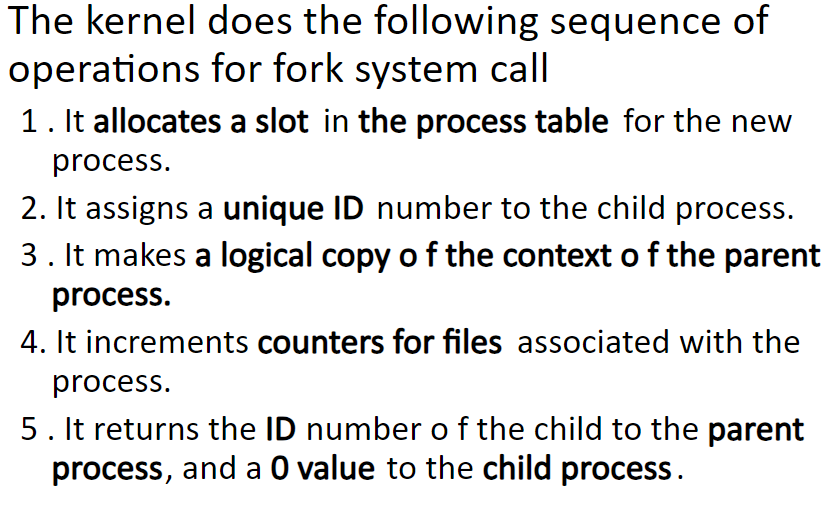 The kernel does the following sequence of
operations for fork system call
1 . It allocates a slot in the process table for the new
process.
2. It assigns a unique ID number to the child process.
3 . It makes a logical copy o f the context o f the parent
process.
4. It increments counters for files associated with the
process.
5 . It returns the ID number o f the child to the parent
process, and a 0 value to the child process.